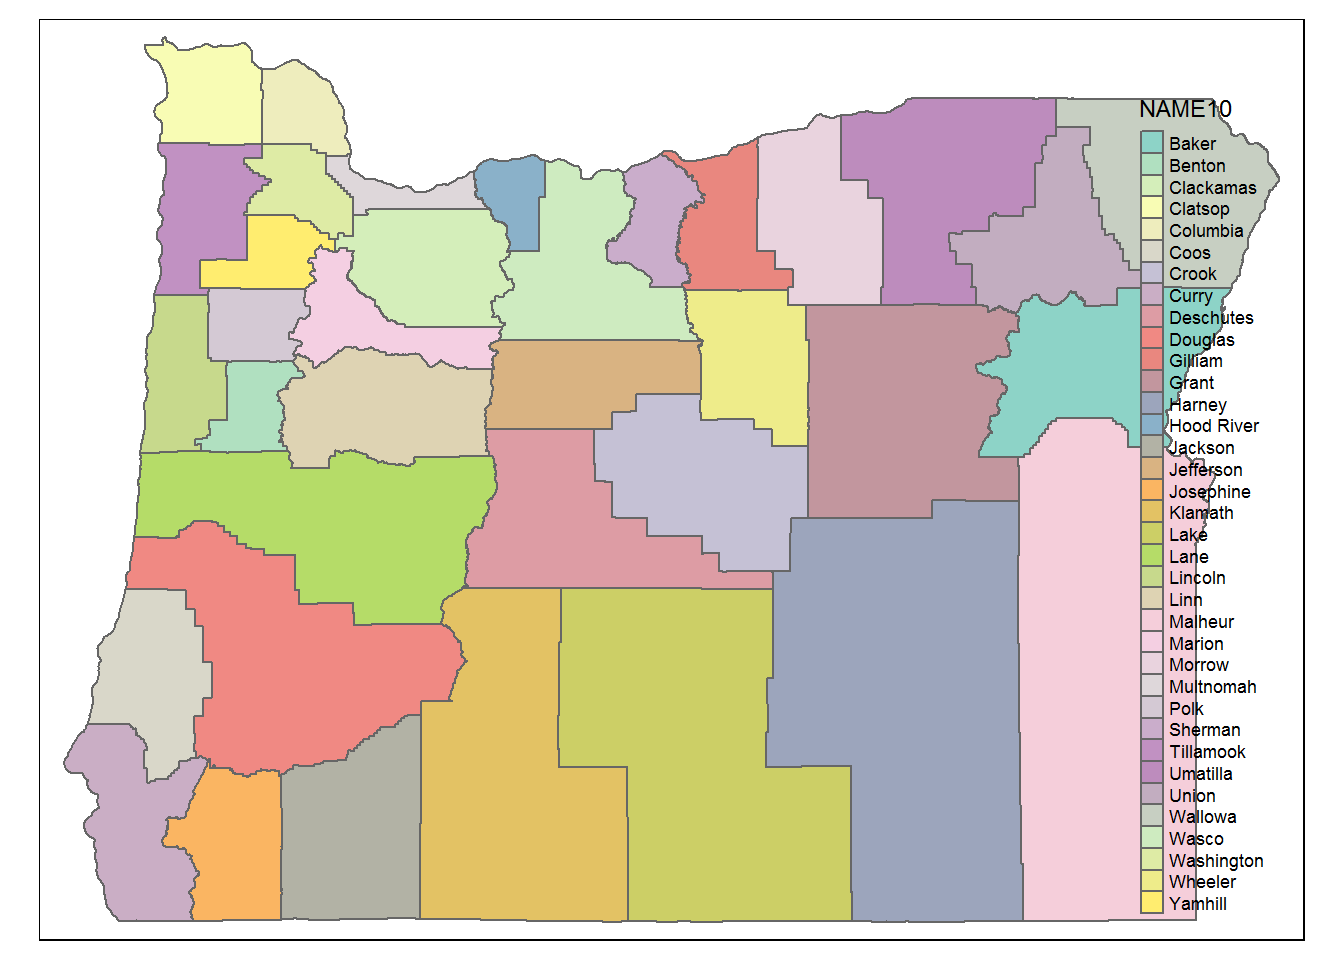 NAME10
Baker
Benton
Clackamas
Clatsop
Columbia
Coos
Crook
Curry
Deschutes
Douglas
Gilliam
Grant
Harney
Hood River
Jackson
Jefferson
Josephine
Klamath
Lake
Lane
Lincoln
Linn
Malheur
Marion
Morrow
Multnomah
Polk
Sherman
Tillamook
Umatilla
Union
Wallowa
Wasco
Washington
Wheeler
Yamhill